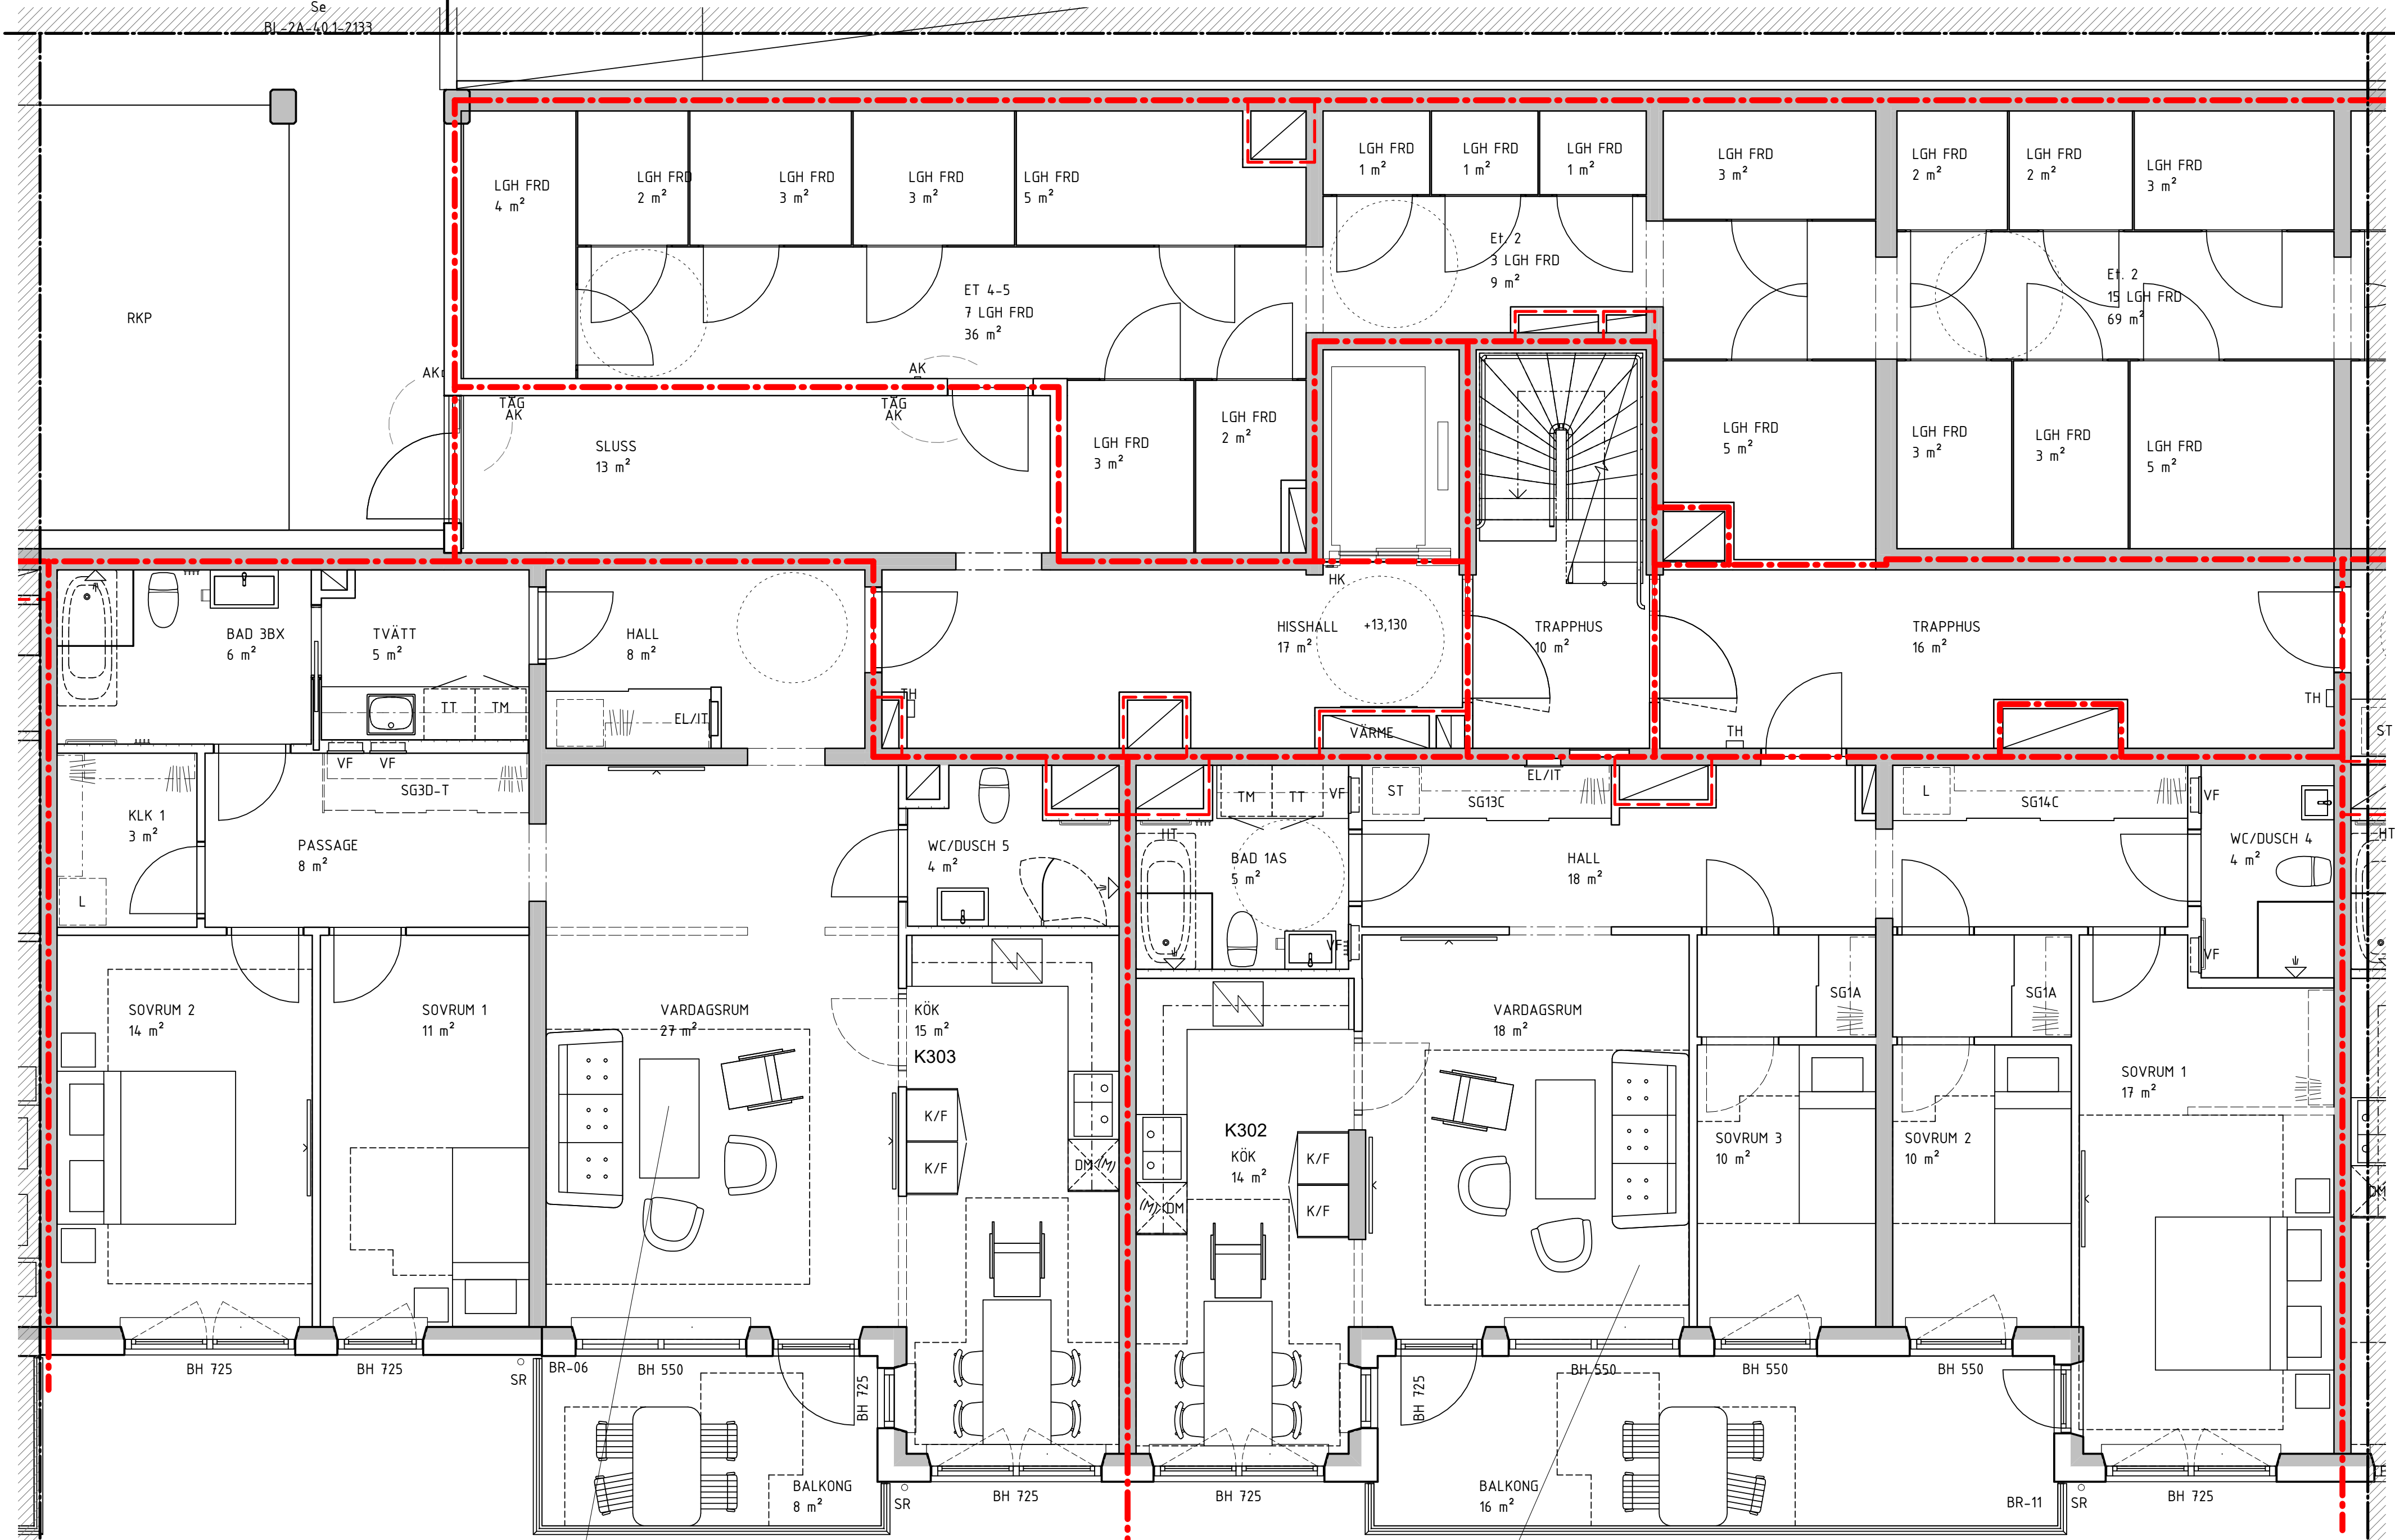 Se
BL-2A-40.1-2133
RKP
LGH FRD
4 m²
LGH FRD
2 m²
LGH FRD
3 m²
LGH FRD
3 m²
LGH FRD
5 m²
LGH FRD
1 m²
LGH FRD
1 m²
LGH FRD
1 m²
LGH FRD
3 m²
LGH FRD
2 m²
LGH FRD
2 m²
LGH FRD
3 m²
ET 4-5
7 LGH FRD
36 m²
Et. 2
3 LGH FRD
9 m²
Et. 2
15 LGH FRD
69 m²
AK
AK
TÅG
AK
TÅG
AK
SLUSS
13 m²
LGH FRD
3 m²
LGH FRD
2 m²
LGH FRD
5 m²
LGH FRD
3 m²
LGH FRD
3 m²
LGH FRD
5 m²
BAD 3BX
6 m²
TVÄTT
5 m²
TT
TM
HALL
8 m²
EL/IT
TH
HK
HISSHALL
17 m²
+13,130
VÄRME
TRAPPHUS
10 m²
TRAPPHUS
16 m²
TH
TH
ST
VF
VF
SG3D-T
KLK 1
3 m²
L
PASSAGE
8 m²
WC/DUSCH 5
4 m²
HT
TM
TT
VF
BAD 1AS
5 m²
VF
ST
SG13C
EL/IT
HALL
18 m²
L
SG14C
VF
WC/DUSCH 4
4 m²
VF
HT
SOVRUM 2
14 m²
SOVRUM 1
11 m²
VARDAGSRUM
27 m²
KÖK
15 m²
K303
K/F
K/F
DM
K302
KÖK
14 m²
K/F
K/F
DM
VARDAGSRUM
18 m²
SG1A
SG1A
SOVRUM 3
10 m²
SOVRUM 2
10 m²
SOVRUM 1
17 m²
DM
BH 725
BH 725
SR
BR-06
BH 550
BH 725
BALKONG
8 m²
SR
BH 725
BH 725
BH 725
BH 550
BH 550
BH 550
BALKONG
16 m²
BR-11
SR
BH 725